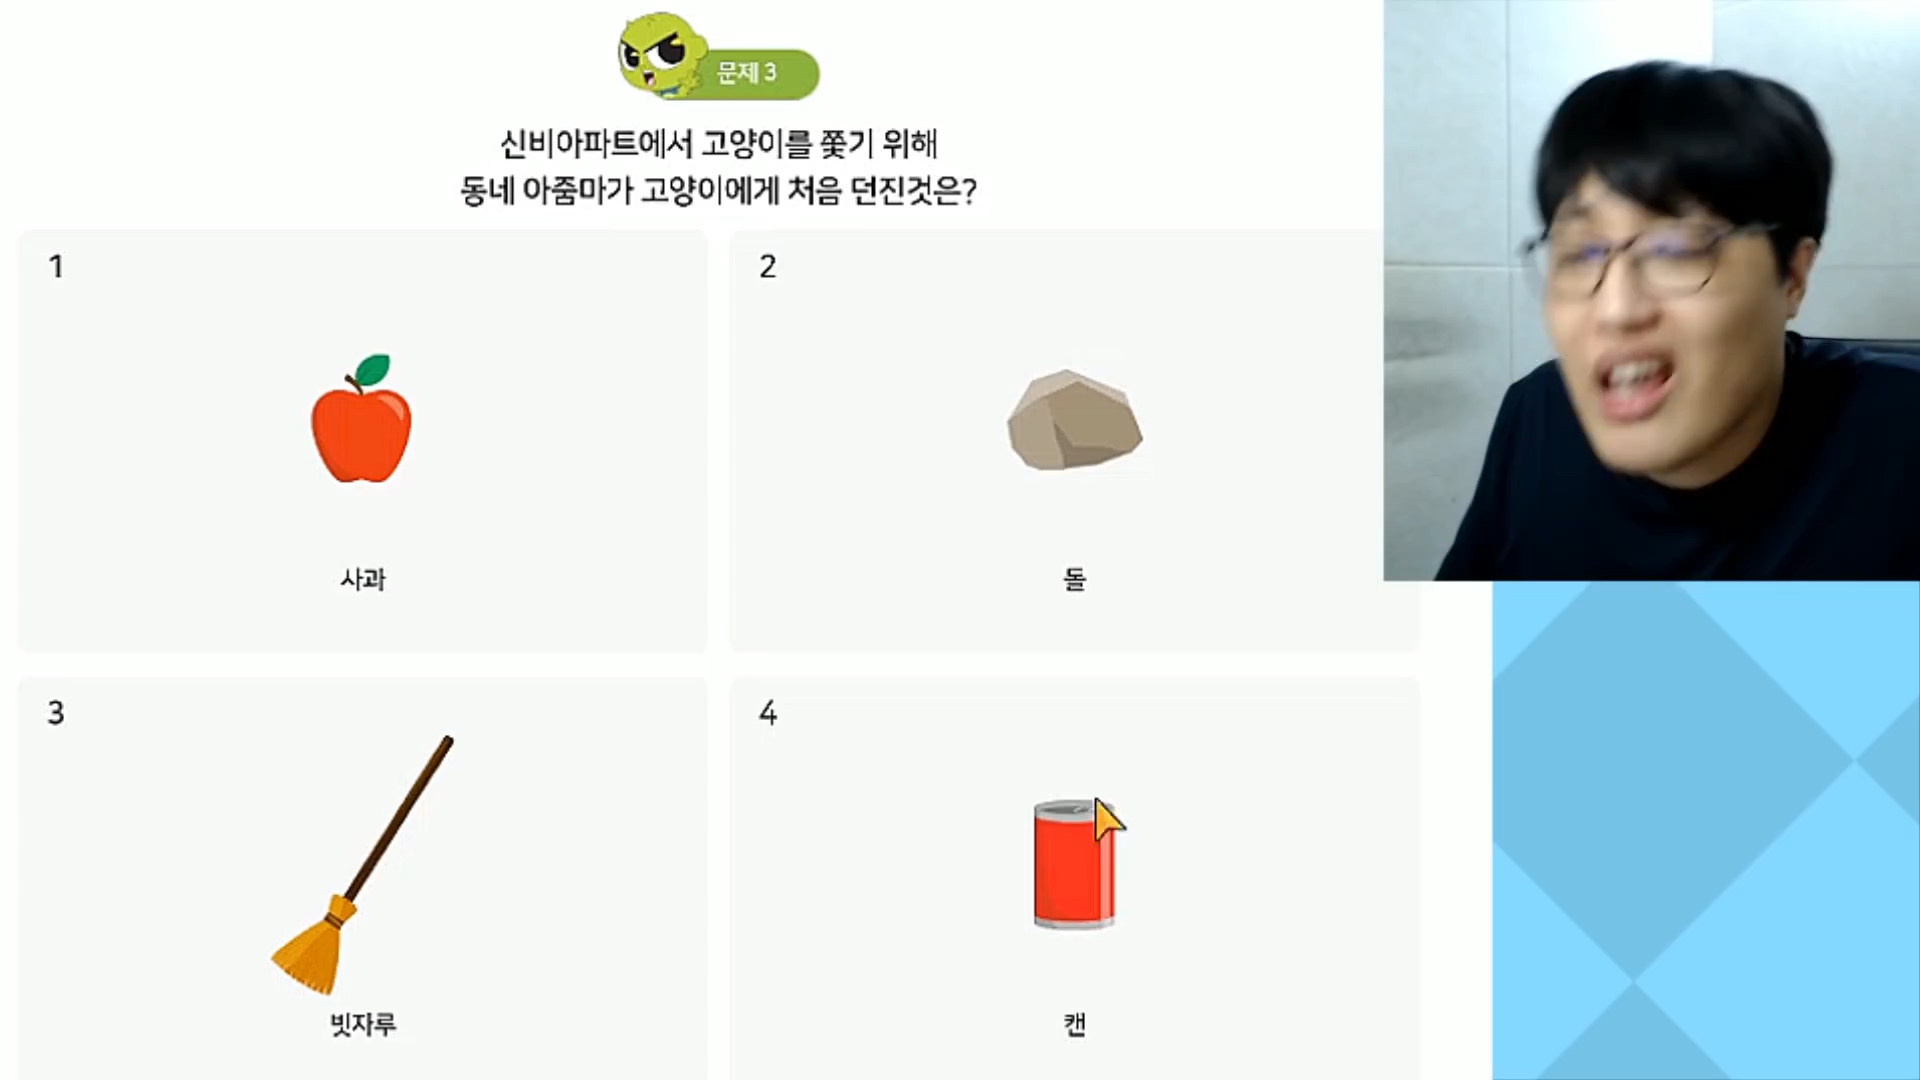 문제 3
신비아파트에서 고양이를 쫓기 위해
동네 아줌마가 고양이에게 처음 던진것은?
1
2
사과
돌
3
4
빗자루
캔